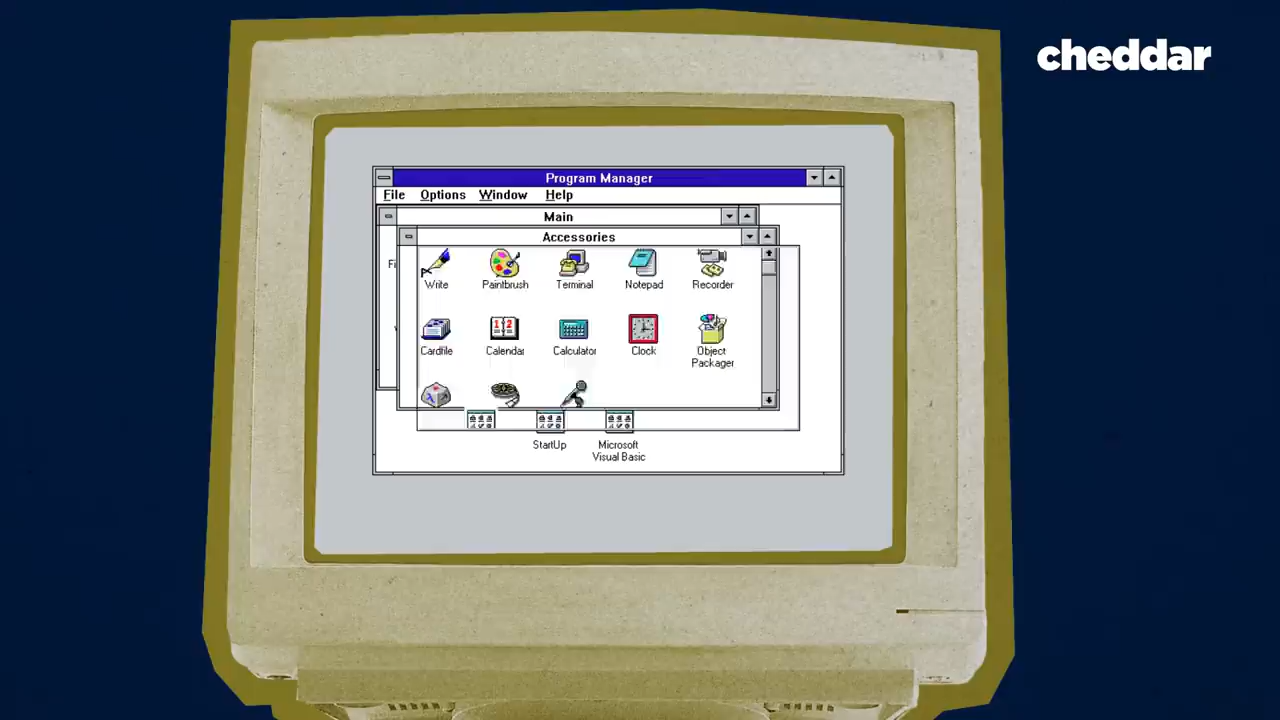 cheddar
Program Manager
File Options Window Help
Main
Accessories
Write Paintbrush Terminal Notepad Recorder
Cardfile Calendar Calculator Clock Object
Packager
StartUp Microsoft
Visual Basic